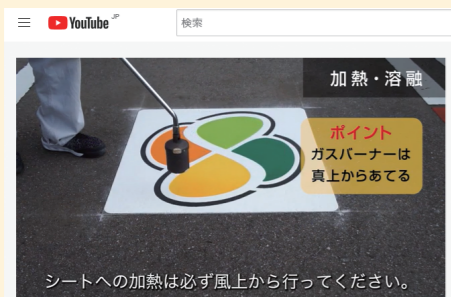 YouTube JP
検索
加熱・溶融
ポイント
ガスバーナーは
真上からあてる
シートへの加熱は必ず風上から行ってください。